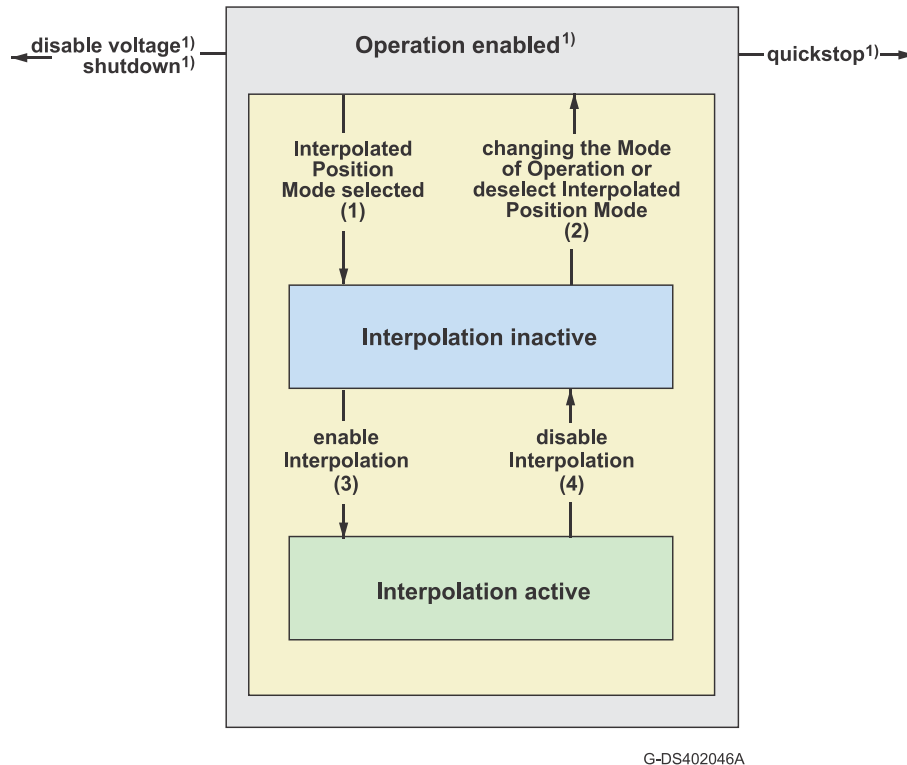 disable voltage1)
shutdown1)
Operation enabled1)
quickstop1)
Interpolated
Position
Mode selected
(1)
changing the Mode
of Operation or
deselect Interpolated
Position Mode
(2)
Interpolation inactive
enable
Interpolation
(3)
disable
Interpolation
(4)
Interpolation active
G-DS402046A